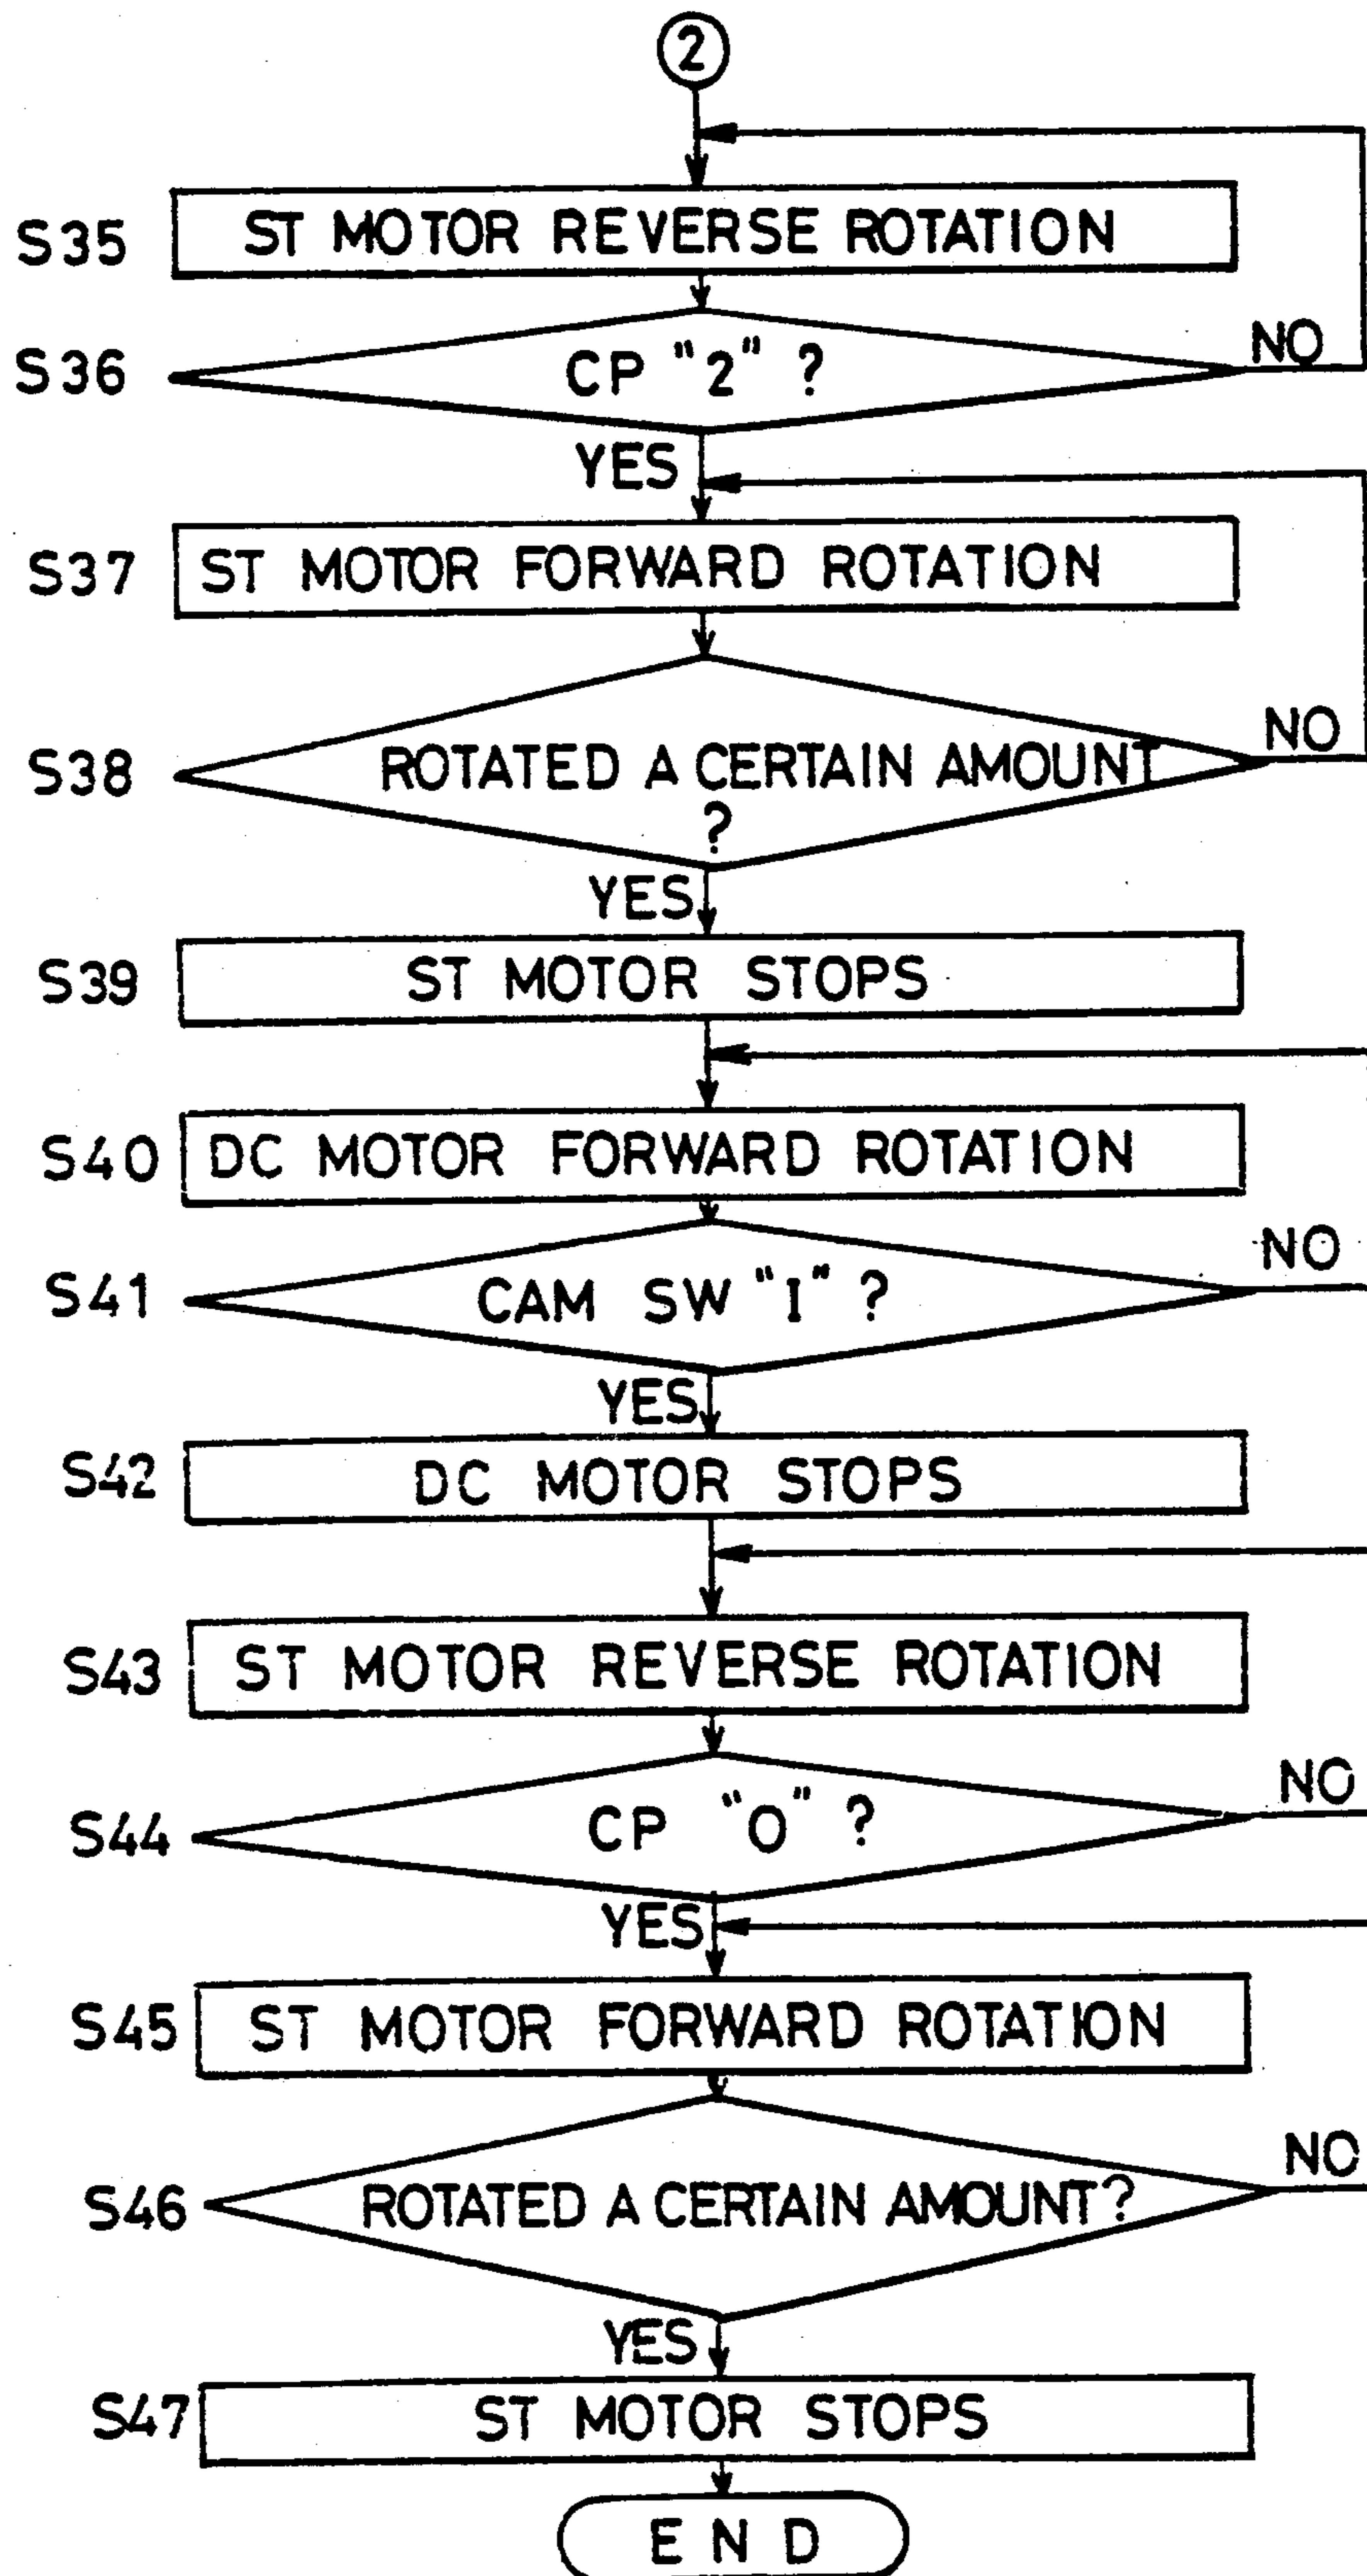 2
S35 ST MOTOR REVERSE ROTATION
S36 CP "2" ? NO
YES
S37 ST MOTOR FORWARD ROTATION
S38 ROTATED A CERTAIN AMOUNT NO
?
YES
S39 ST MOTOR STOPS
S40 DC MOTOR FORWARD ROTATION
S41 CAM SW "I" ? NO
YES
S42 DC MOTOR STOPS
S43 ST MOTOR REVERSE ROTATION
S44 CP "0" ? NO
YES
S45 ST MOTOR FORWARD ROTATION
S46 ROTATED A CERTAIN AMOUNT? NO
YES
S47 ST MOTOR STOPS
END